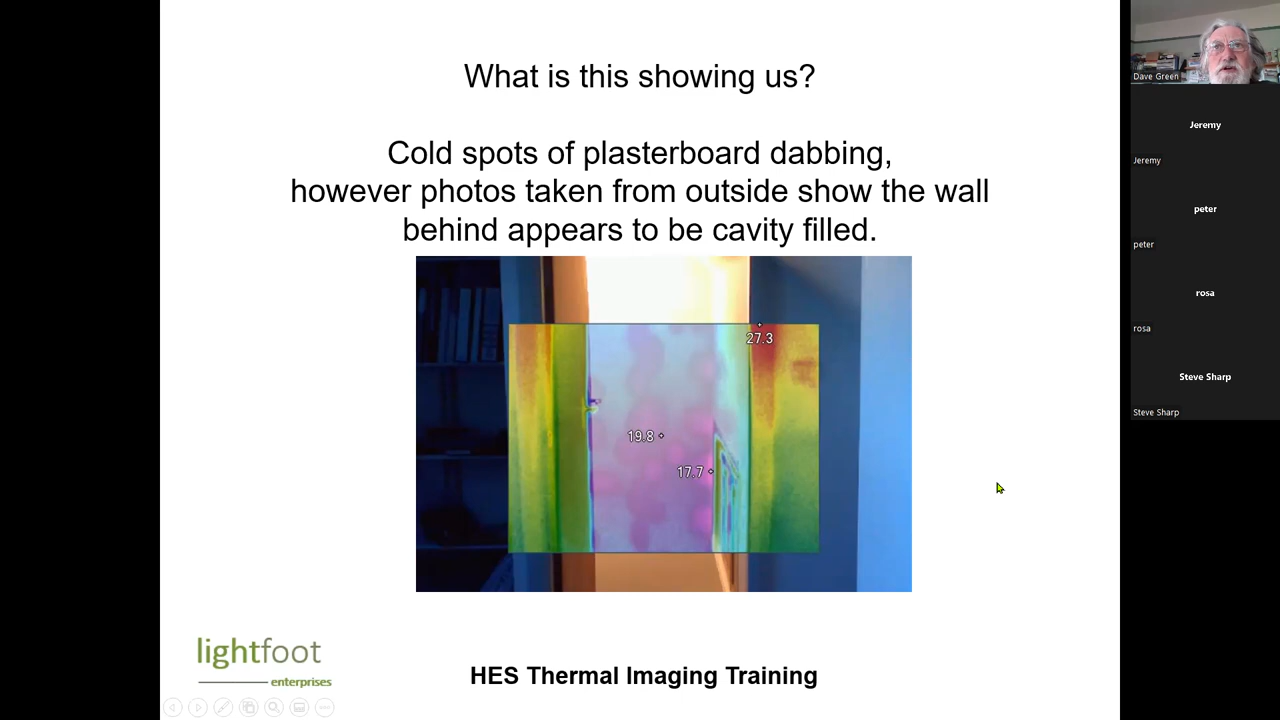 What is this showing us?
Cold spots of plasterboard dabbing,
however photos taken from outside show the wall
behind appears to be cavity filled.
27.3
19.8
17.7
lightfoot
enterprises
HES Thermal Imaging Training
Dave Green
Jeremy
Jeremy
peter
peter
rosa
rosa
Steve Sharp
Steve Sharp